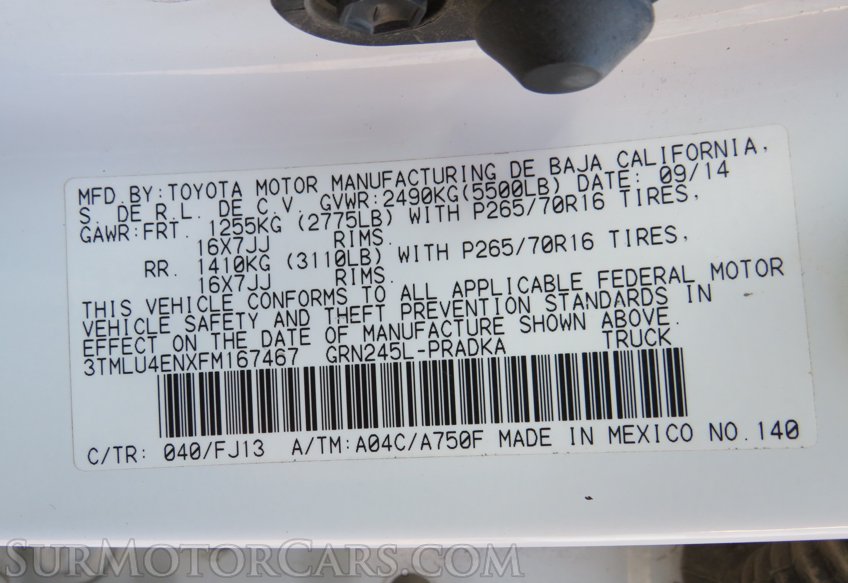 MFD.BY:TOYOTA MOTOR MANUFACTURING DE BAJA CALIFORNIA,
S. DE R.L. DE C.V. GVWR:2490KG(5500LB) DATE: 09/14
GAWR:FRT. 1255KG (2775LB) WITH P265/70R16 TIRES,
16X7JJ RIMS.
RR. 1410KG (3110LB) WITH P265/70R16 TIRES,
16X7JJ RIMS.
THIS VEHICLE CONFORMS TO ALL APPLICABLE FEDERAL MOTOR
VEHICLE SAFETY AND THEFT PREVENTION STANDARDS IN
EFFECT ON THE DATE OF MANUFACTURE SHOWN ABOVE.
3TMLU4ENXFM167467 GRN245L-PRADKA TRUCK
C/TR: 040/FJ13 A/TM:A04C/A750F MADE IN MEXICO NO.140
SURMOTORCARS.COM